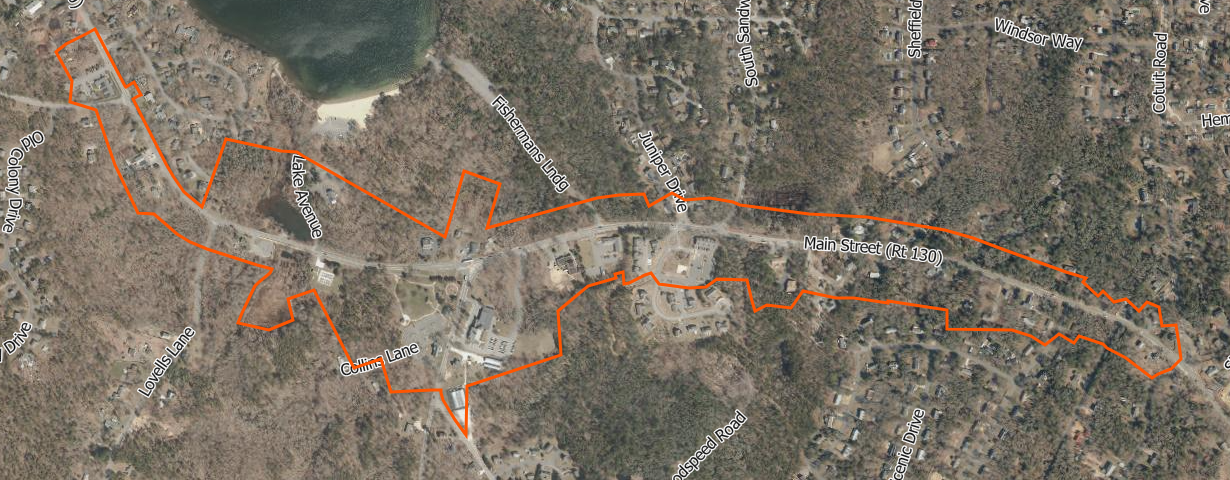 Windsor Way
Sheffield
South Sandw
Cotuit Road
Hem
Fishermans Lndg
Juniper Drive
Old Colony Drive
Lake Avenue
Main Street (Rt 130)
Collins Lane
Lovells Lane
Drive
odspeed Road
cenic Drive